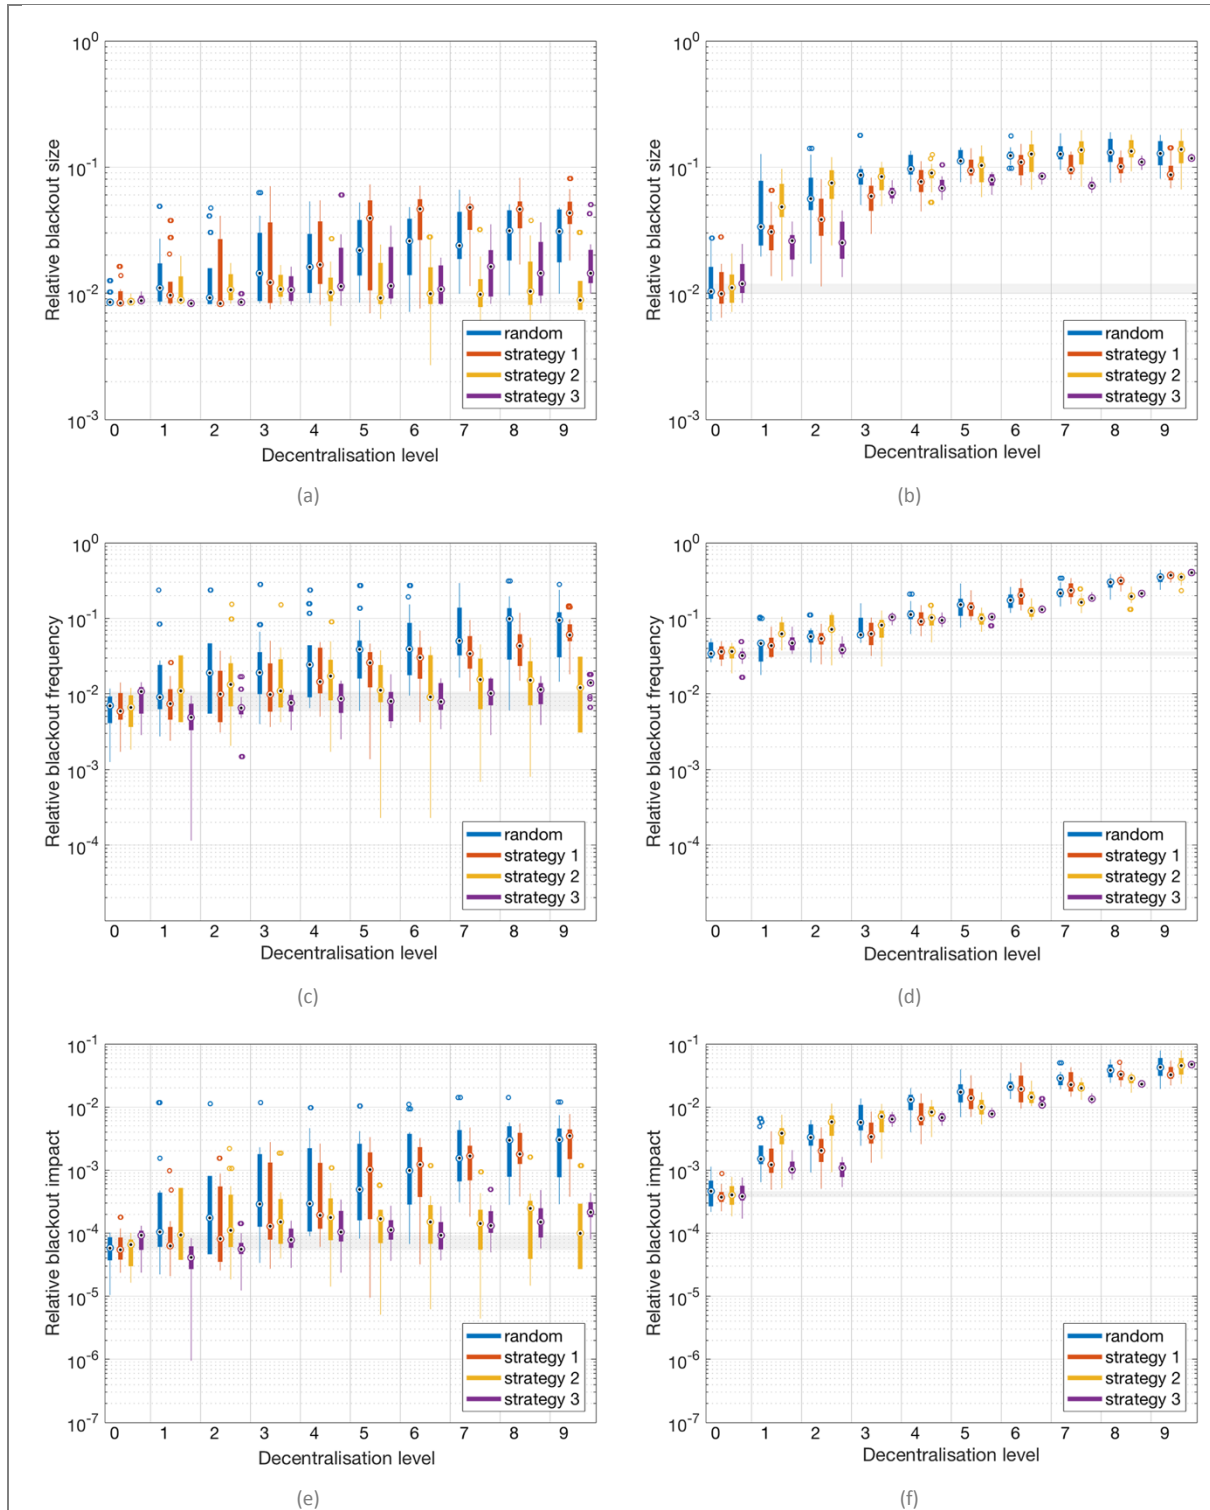 10^0
10^-1
10^-2
10^-3
Relative blackout size
0 1 2 3 4 5 6 7 8 9
Decentralisation level
random
strategy 1
strategy 2
strategy 3
(a)
10^0
10^-1
10^-2
10^-3
Relative blackout size
0 1 2 3 4 5 6 7 8 9
Decentralisation level
random
strategy 1
strategy 2
strategy 3
(b)
10^0
10^-1
10^-2
10^-3
10^-4
Relative blackout frequency
0 1 2 3 4 5 6 7 8 9
Decentralisation level
random
strategy 1
strategy 2
strategy 3
(c)
10^0
10^-1
10^-2
10^-3
10^-4
Relative blackout frequency
0 1 2 3 4 5 6 7 8 9
Decentralisation level
random
strategy 1
strategy 2
strategy 3
(d)
10^-1
10^-2
10^-3
10^-4
10^-5
10^-6
10^-7
Relative blackout impact
0 1 2 3 4 5 6 7 8 9
Decentralisation level
random
strategy 1
strategy 2
strategy 3
(e)
10^-1
10^-2
10^-3
10^-4
10^-5
10^-6
10^-7
Relative blackout impact
0 1 2 3 4 5 6 7 8 9
Decentralisation level
random
strategy 1
strategy 2
strategy 3
(f)